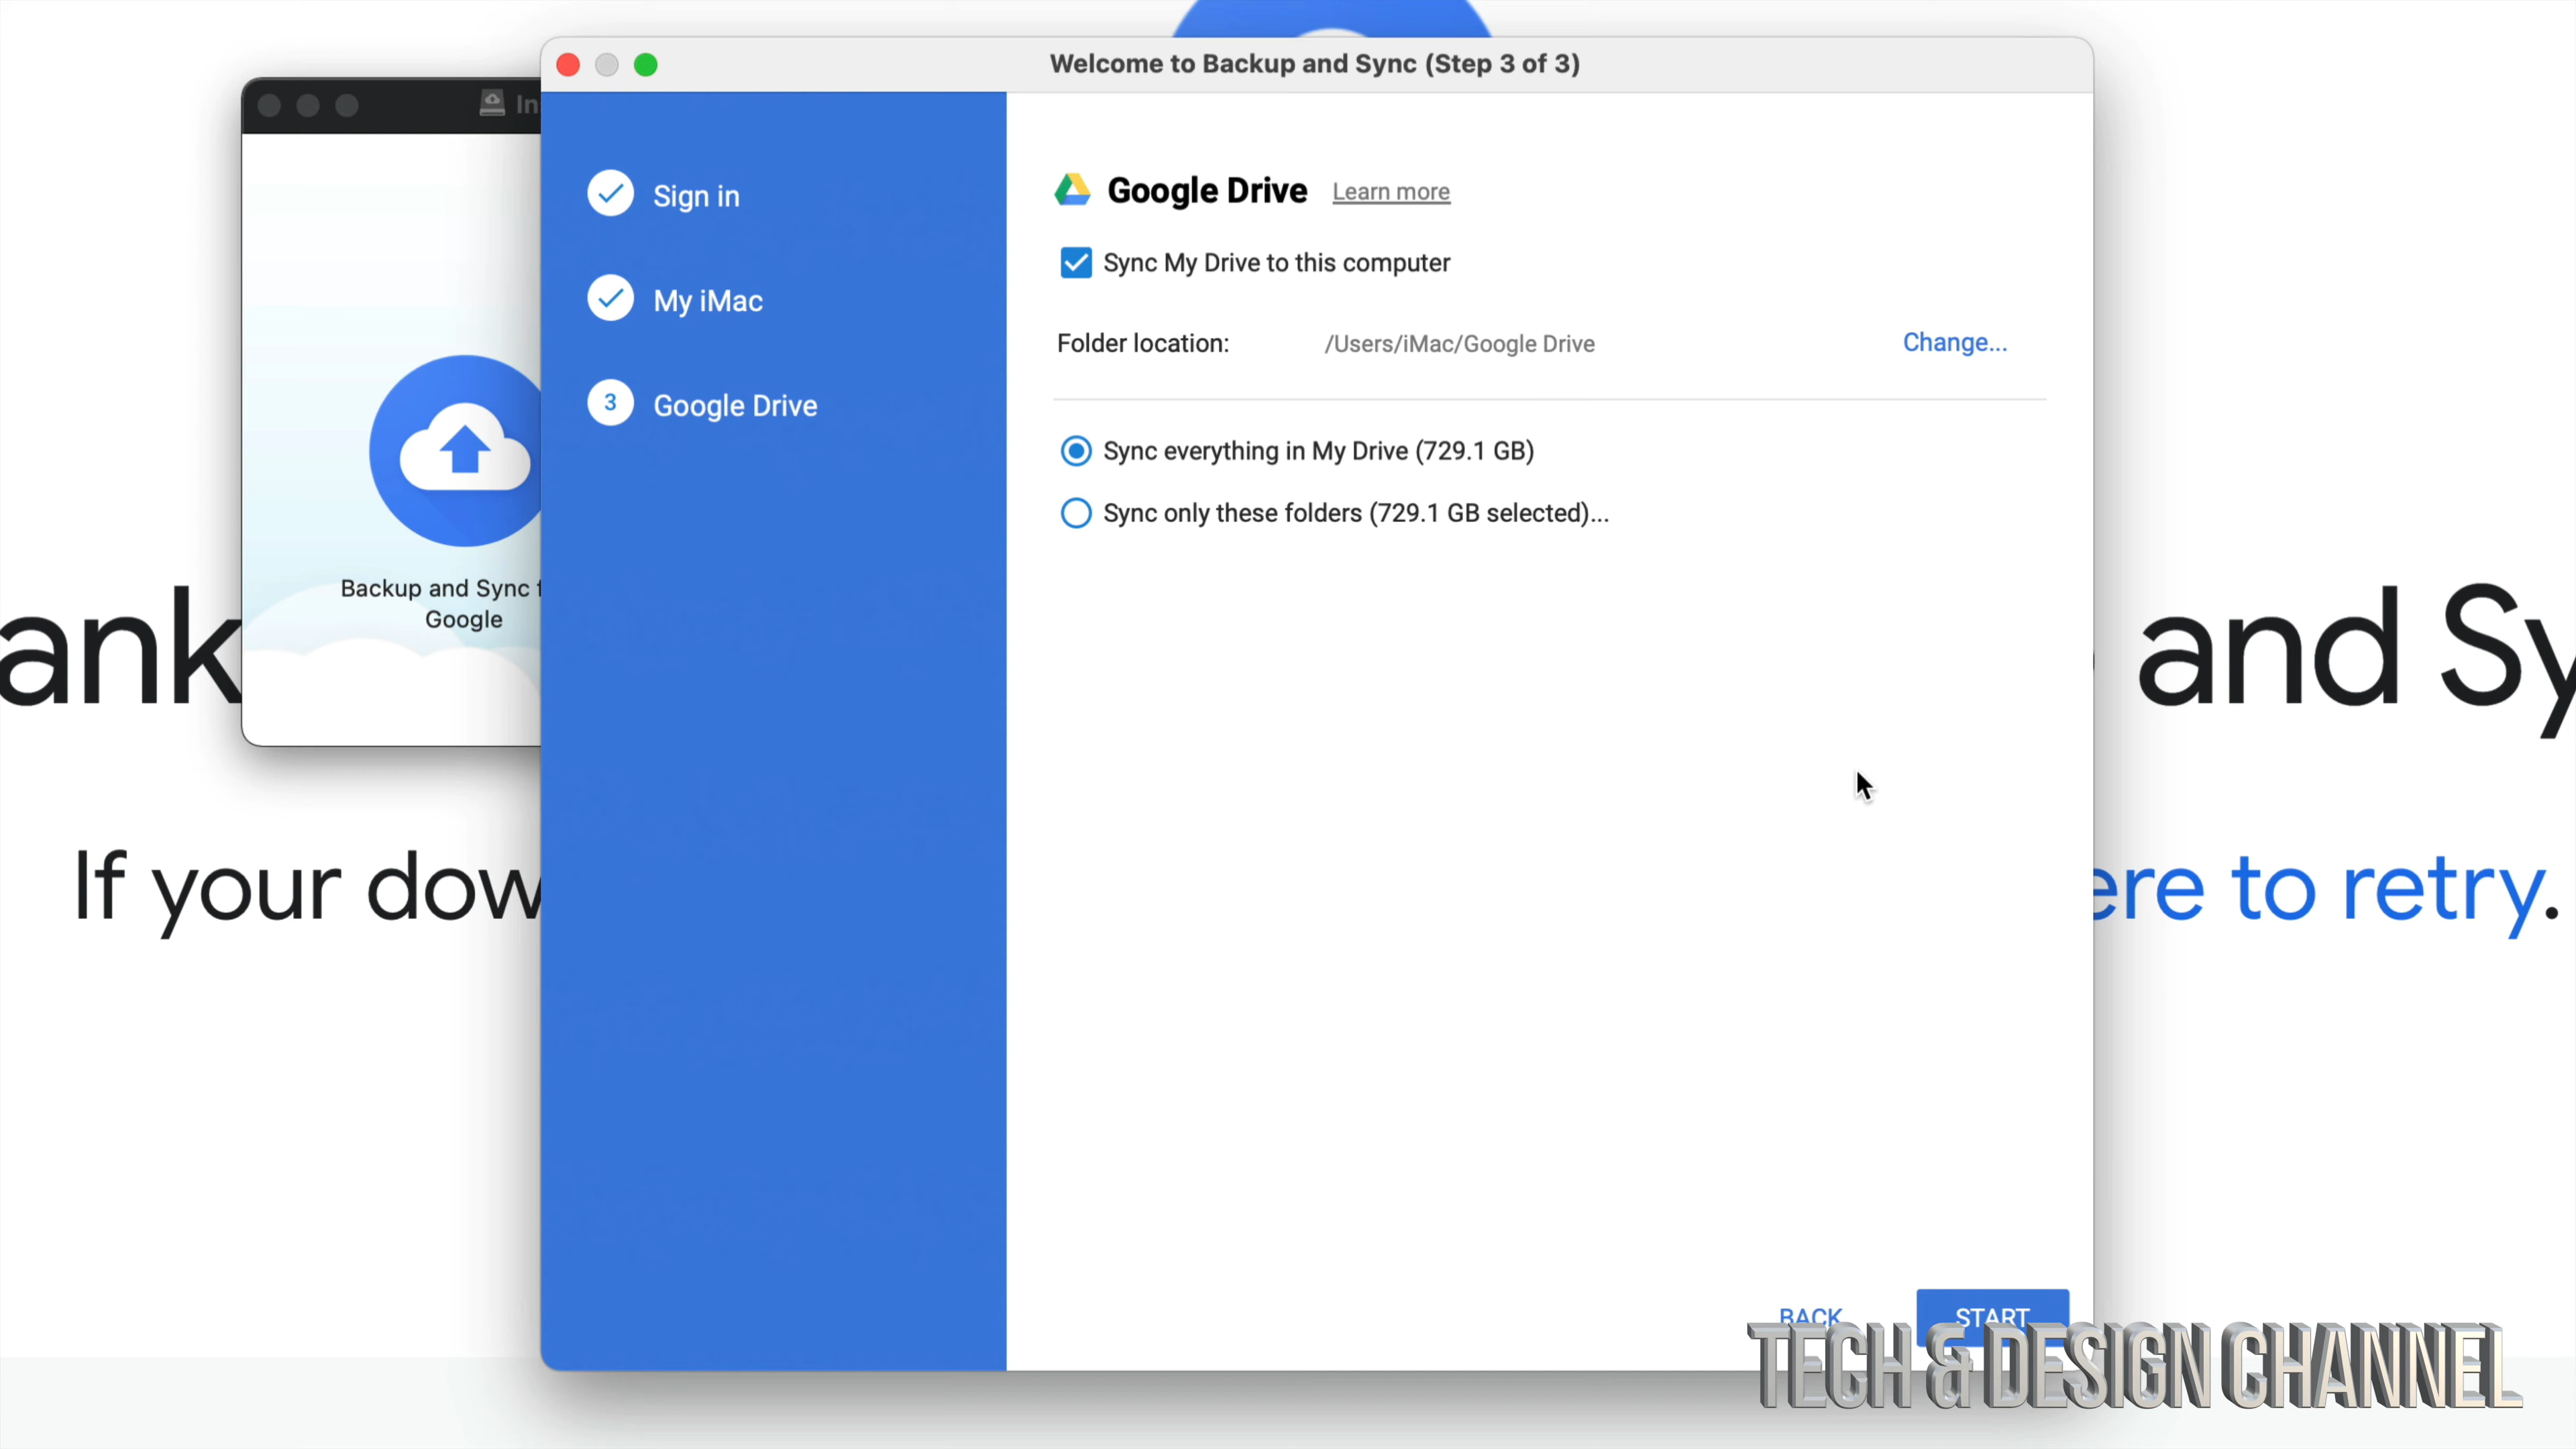 Welcome to Backup and Sync (Step 3 of 3)
In
Sign in
My iMac
3
Google Drive
Google Drive Learn more
Sync My Drive to this computer
Folder location: /Users/iMac/Google Drive Change...
Sync everything in My Drive (729.1 GB)
Sync only these folders (729.1 GB selected)...
Backup and Sync f
Google
ank
and Sy
If your dow
ere to retry.
BACK
START
TECH & DESIGN CHANNEL